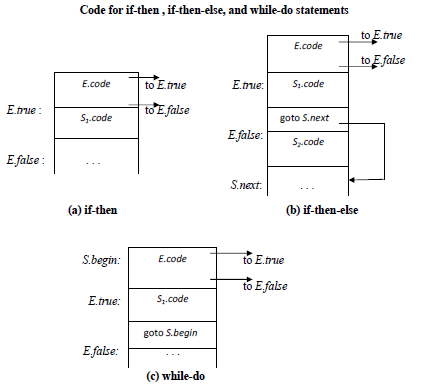 Code for if-then , if-then-else, and while-do statements
E.code
to E.true
to E.false
E.true :
S1.code
E.false :
. . .
(a) if-then
E.code
to E.true
to E.false
E.true:
S1.code
goto S.next
E.false:
S2.code
S.next:
. . .
(b) if-then-else
S.begin:
E.code
to E.true
to E.false
E.true:
S1.code
goto S.begin
E.false:
. . .
(c) while-do